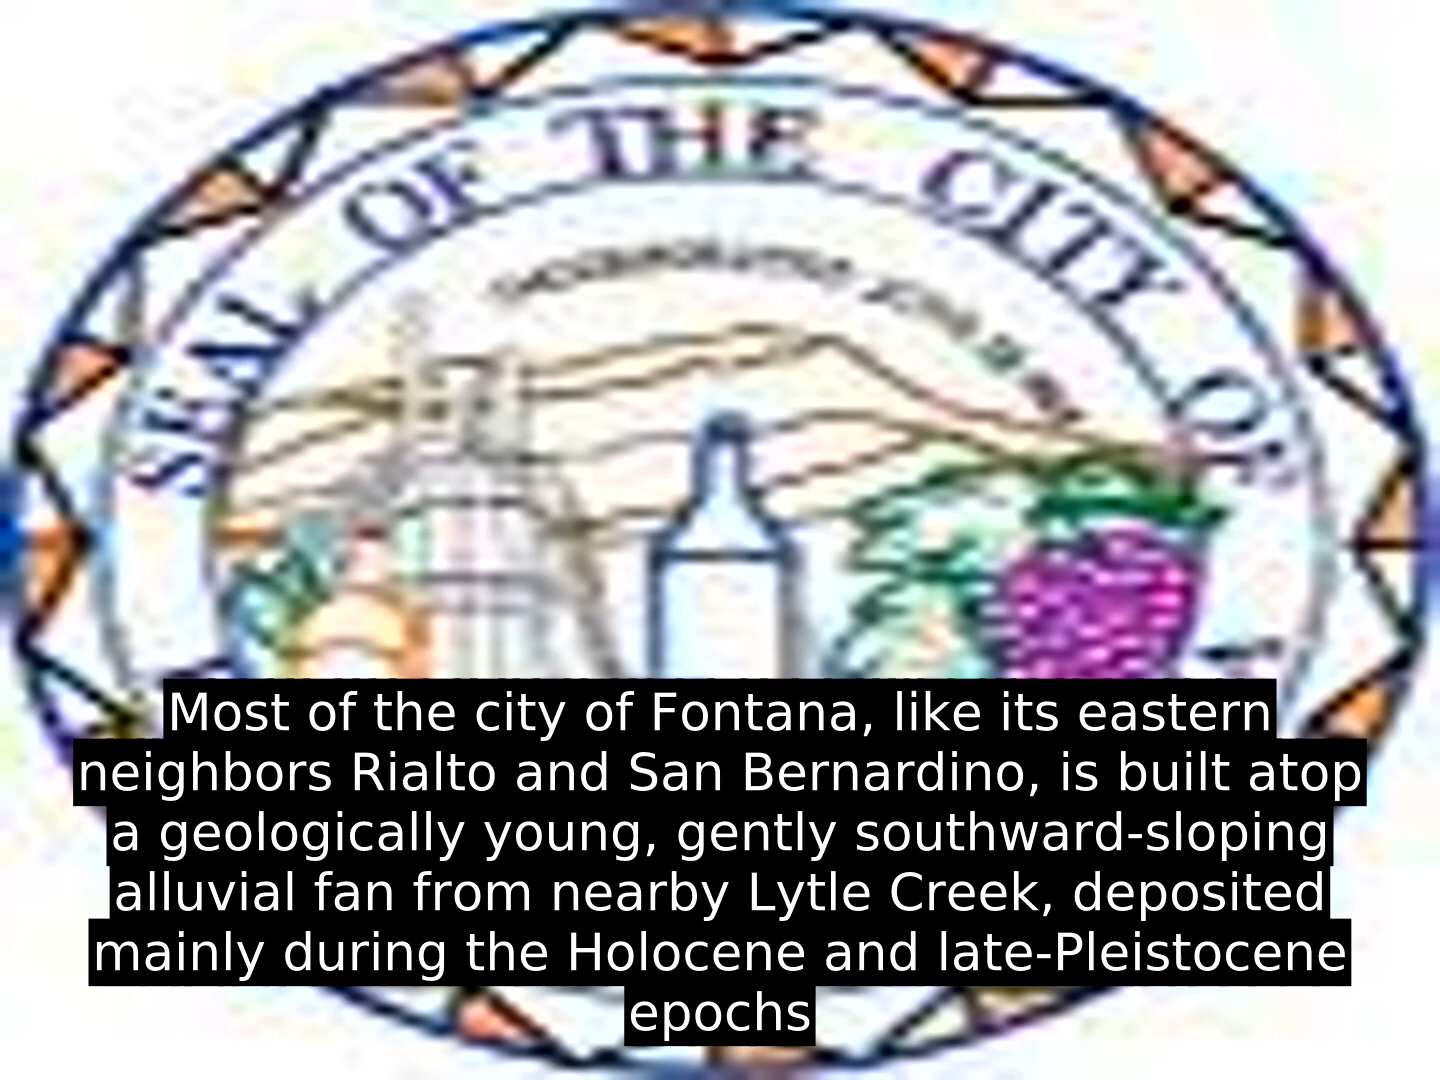 SEAL OF THE CITY OF
Most of the city of Fontana, like its eastern
neighbors Rialto and San Bernardino, is built atop
a geologically young, gently southward-sloping
alluvial fan from nearby Lytle Creek, deposited
mainly during the Holocene and late-Pleistocene
epochs